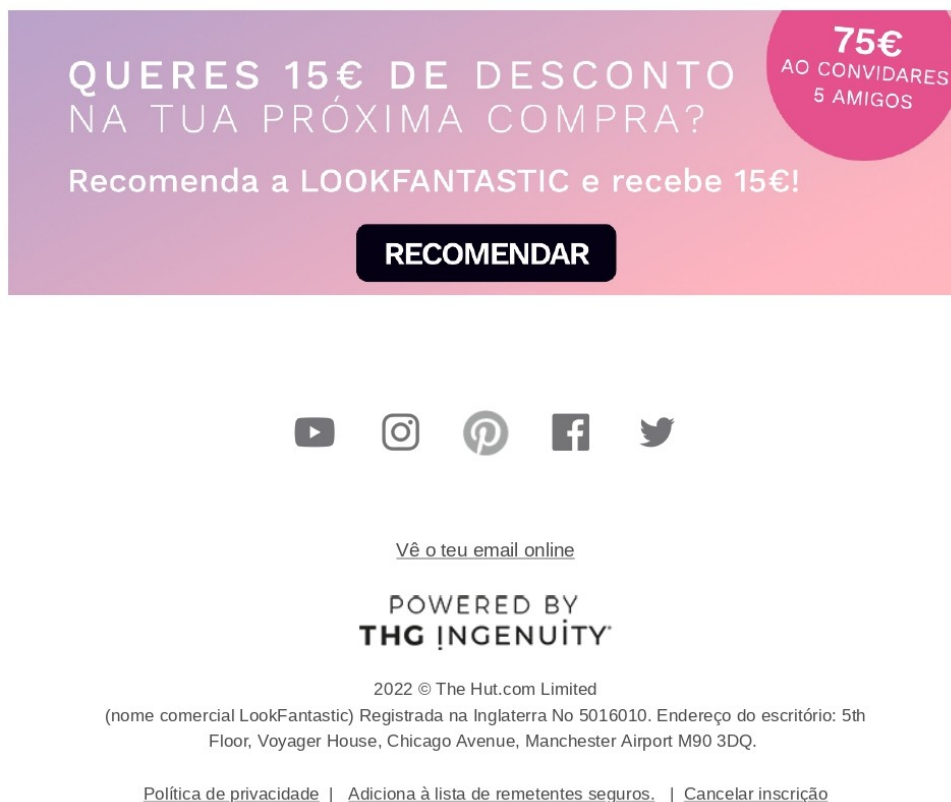 QUERES 15€ DE DESCONTO
NA TUA PRÓXIMA COMPRA?
Recomenda a LOOKFANTASTIC e recebe 15€!
RECOMENDAR
75€
AO CONVIDARES
5 AMIGOS
Vê o teu email online
POWERED BY
THG INGENUITY
2022 © The Hut.com Limited
(nome comercial LookFantastic) Registrada na Inglaterra No 5016010. Endereço do escritório: 5th
Floor, Voyager House, Chicago Avenue, Manchester Airport M90 3DQ.
Política de privacidade | Adiciona à lista de remetentes seguros. | Cancelar inscrição